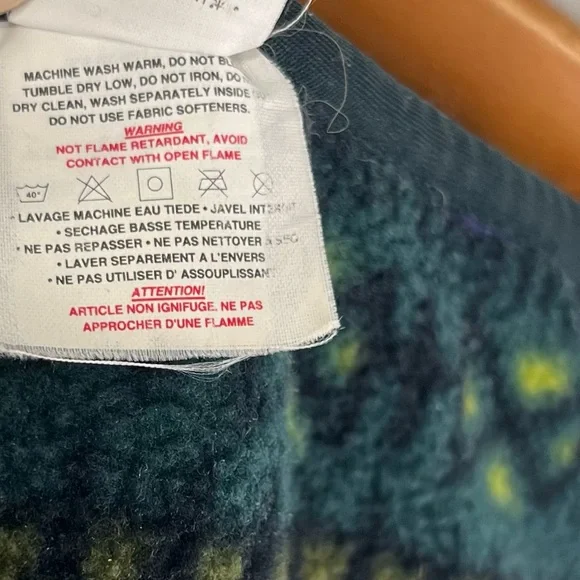 MACHINE WASH WARM, DO NOT
TUMBLE DRY LOW, DO NOT IRON,
DRY CLEAN, WASH SEPARATELY INSIDE
DO NOT USE FABRIC SOFTENERS.
WARNING
NOT FLAME RETARDANT, AVOID
CONTACT WITH OPEN FLAME
40°
LAVAGE MACHINE EAU TIEDE • JAVEL INTERDIT
• SECHAGE BASSE TEMPERATURE
• NE PAS REPASSER • NE PAS NETTOYER A SEC
• LAVER SEPAREMENT A L'ENVERS
• NE PAS UTILISER D' ASSOUPLISSANT
ATTENTION!
ARTICLE NON IGNIFUGE. NE PAS
APPROCHER D'UNE FLAMME